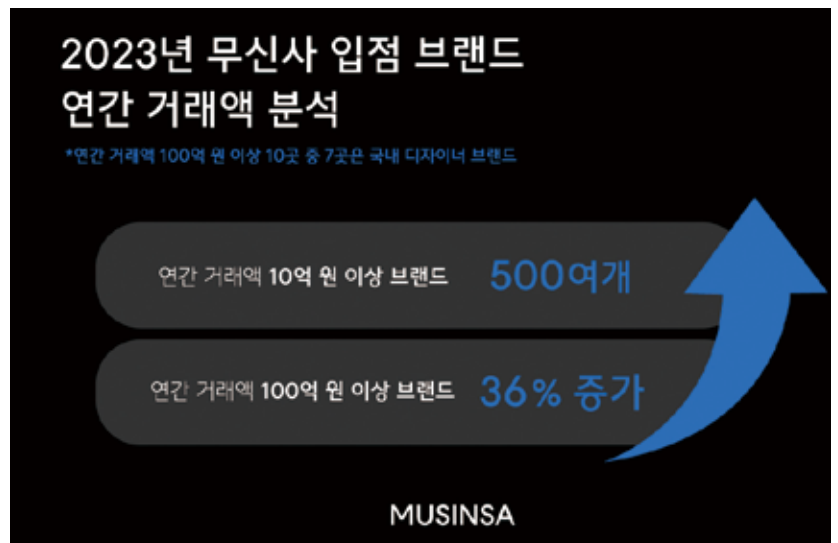 2023년 무신사 입점 브랜드
연간 거래액 분석
*연간 거래액 100억 원 이상 10곳 중 7곳은 국내 디자이너 브랜드
연간 거래액 10억 원 이상 브랜드 500여개
연간 거래액 100억 원 이상 브랜드 36% 증가
MUSINSA